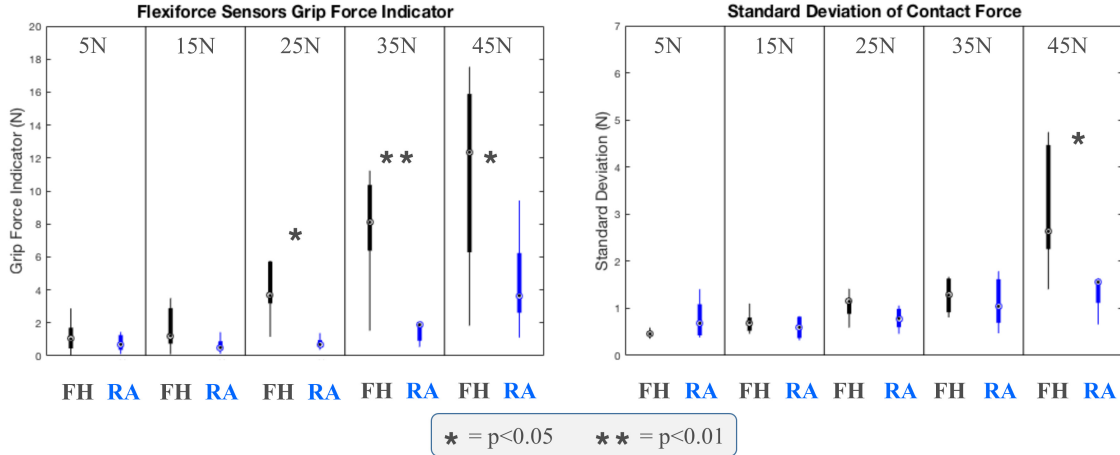 Flexiforce Sensors Grip Force Indicator
Grip Force Indicator (N)
20
18
16
14
12
10
8
6
4
2
0
5N 15N 25N 35N 45N
* ** *
FH RA FH RA FH RA FH RA FH RA
Standard Deviation of Contact Force
Standard Deviation (N)
7
6
5
4
3
2
1
0
5N 15N 25N 35N 45N
*
FH RA FH RA FH RA FH RA FH RA
* = p<0.05 ** = p<0.01